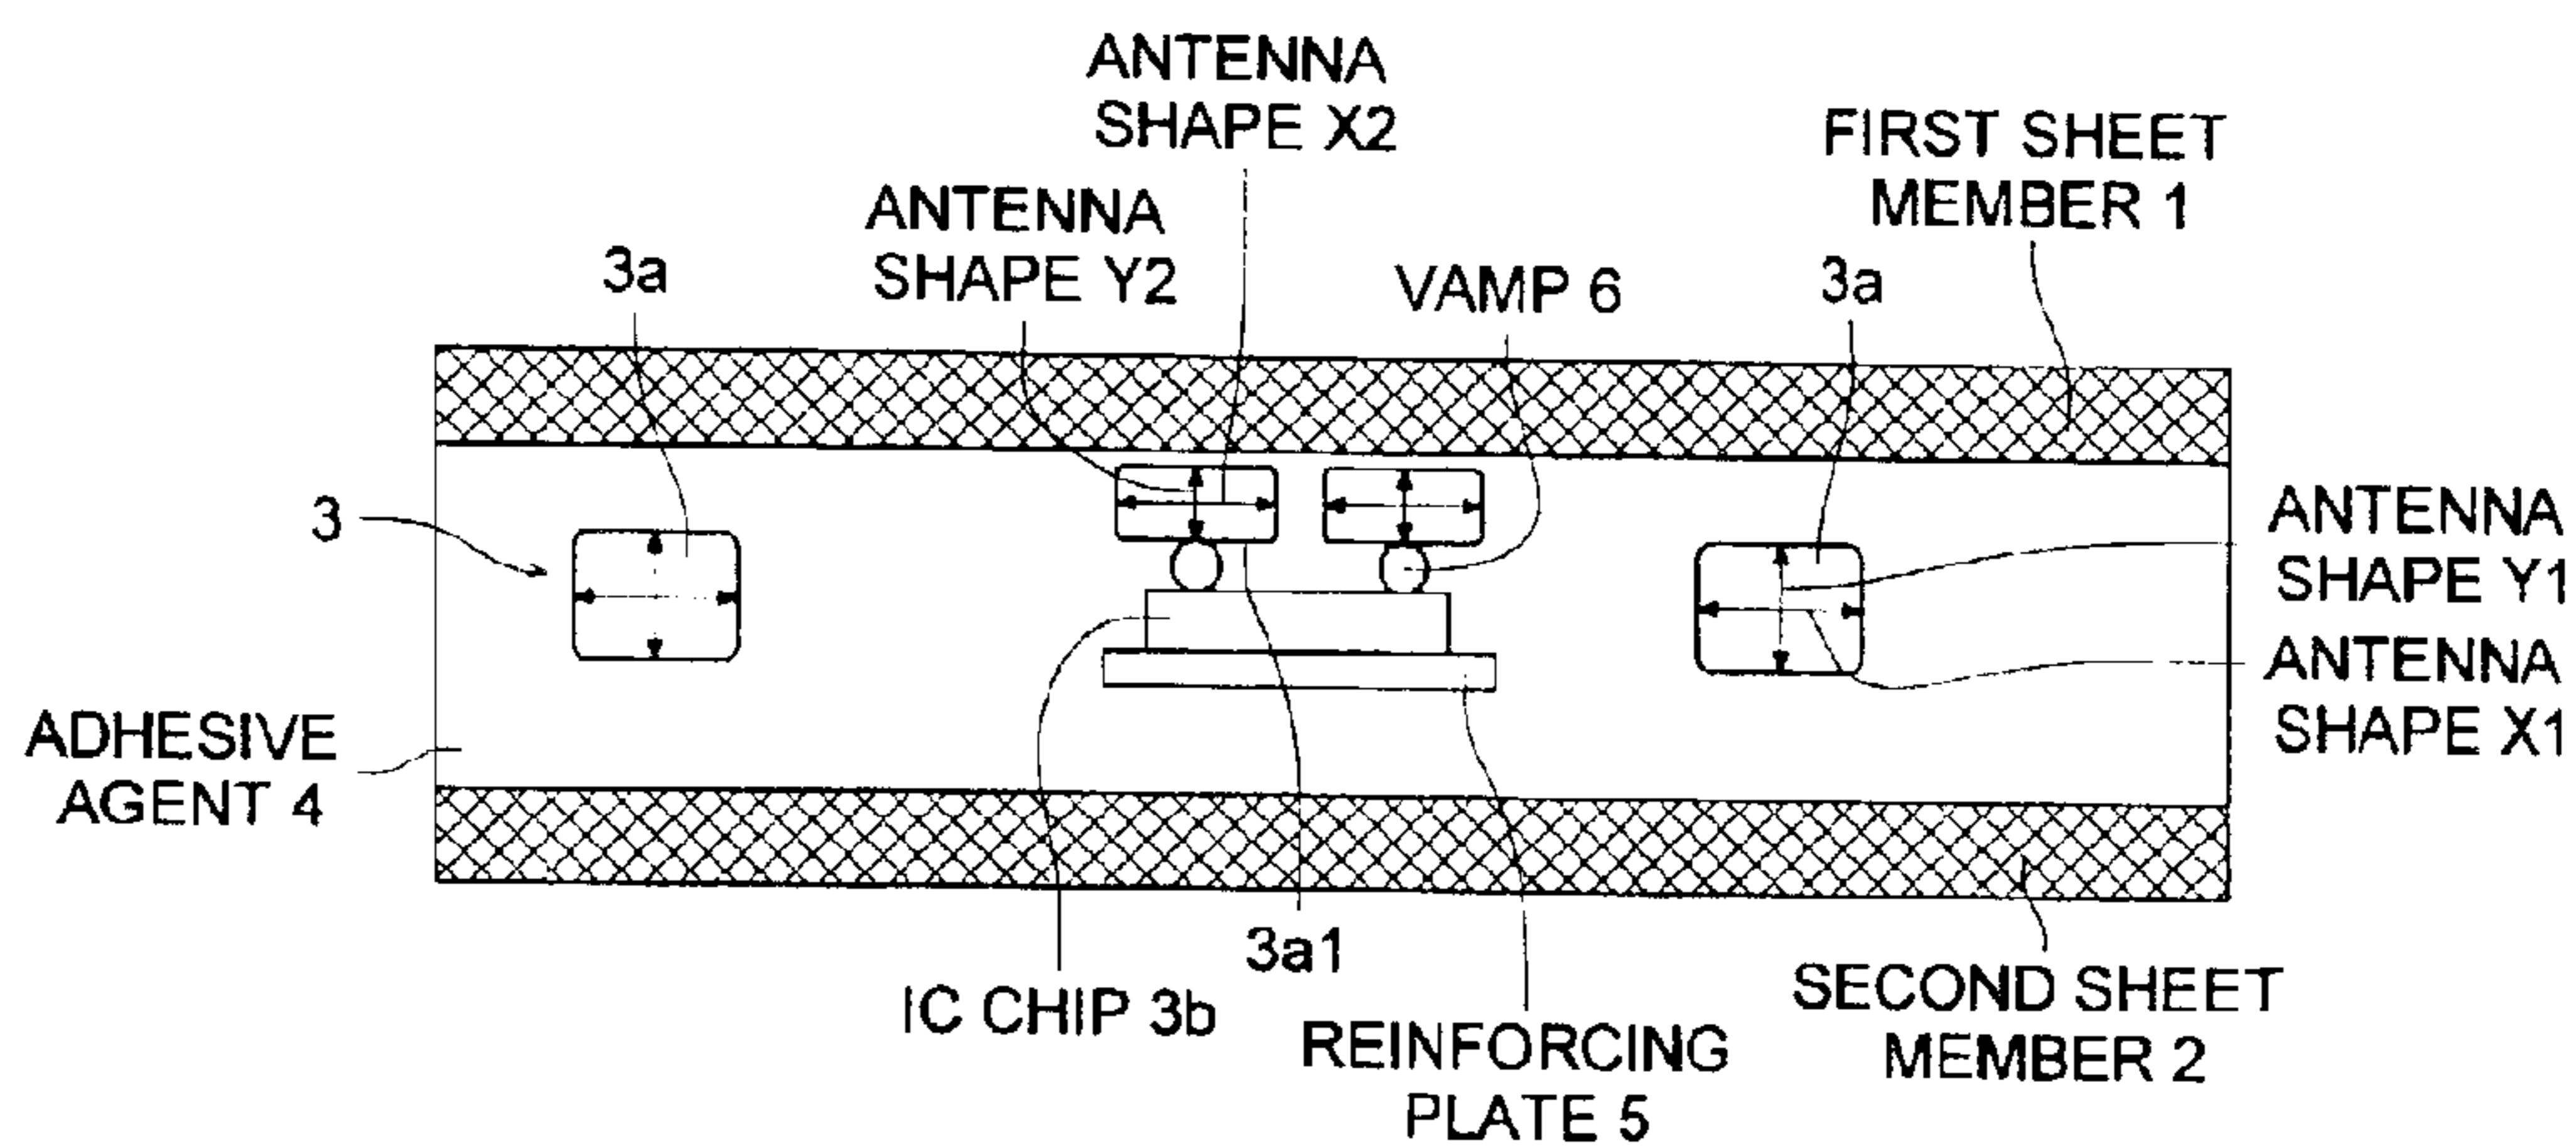 ANTENNA
SHAPE X2
FIRST SHEET
MEMBER 1
ANTENNA
SHAPE Y2
3a
VAMP 6
3a
3
ANTENNA
SHAPE Y1
ANTENNA
SHAPE X1
ADHESIVE
AGENT 4
3a1
IC CHIP 3b
REINFORCING
PLATE 5
SECOND SHEET
MEMBER 2